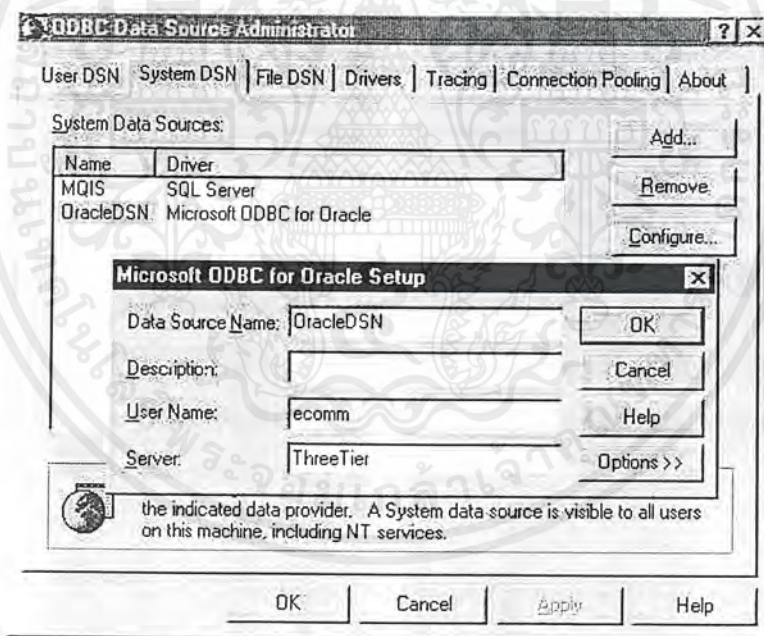 ODBC Data Source Administrator
User DSN System DSN File DSN Drivers Tracing Connection Pooling About
System Data Sources:
Add...
Name Driver
MQIS SQL Server
OracleDSN Microsoft ODBC for Oracle
Remove
Configure...
Microsoft ODBC for Oracle Setup
Data Source Name: OracleDSN
OK
Description:
Cancel
User Name: ecomm
Help
Server: ThreeTier
Options >>
the indicated data provider. A System data source is visible to all users
on this machine, including NT services.
OK Cancel Apply Help